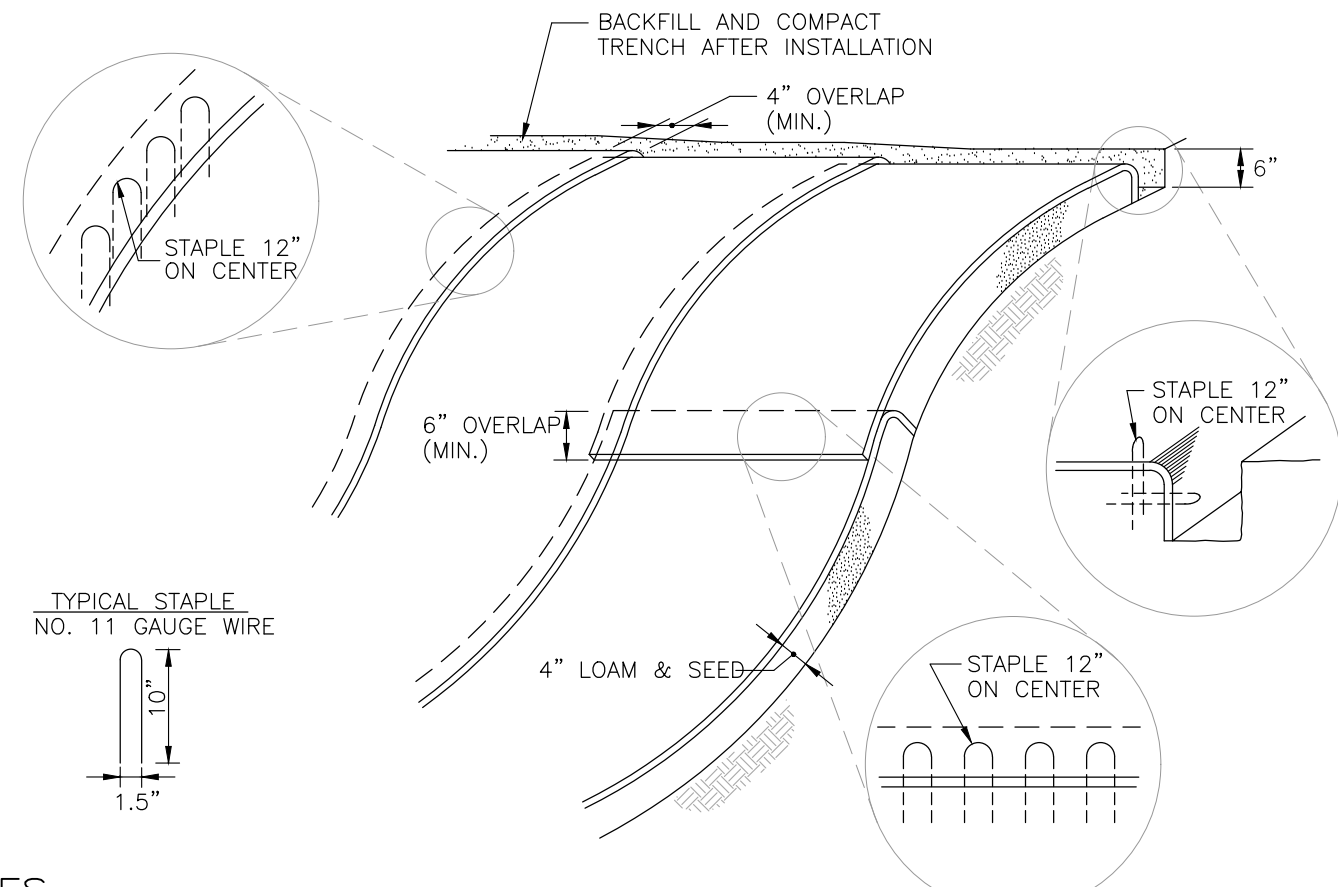 BACKFILL AND COMPACT
TRENCH AFTER INSTALLATION
4” OVERLAP
(MIN.)
6”
STAPLE 12”
ON CENTER
STAPLE 12”
ON CENTER
6” OVERLAP
(MIN.)
TYPICAL STAPLE
NO. 11 GAUGE WIRE
10”
1.5”
4” LOAM & SEED
STAPLE 12”
ON CENTER